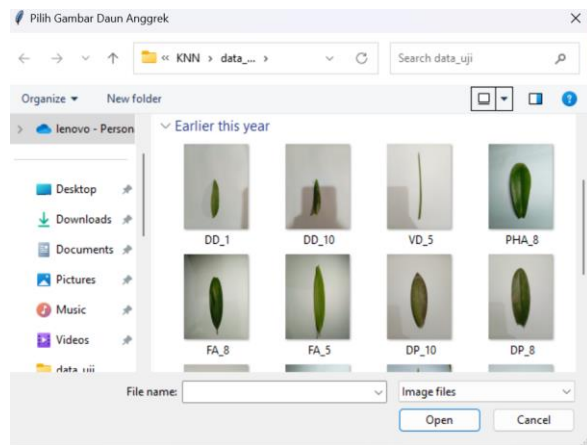 Pilih Gambar Daun Anggrek
« KNN › data_... ›
Search data_uji
Organize
New folder
lenovo - Person
Desktop
Downloads
Documents
Pictures
Music
Videos
data_uji
Earlier this year
DD_1
DD_10
VD_5
PHA_8
FA_8
FA_5
DP_10
DP_8
File name:
Image files
Open
Cancel